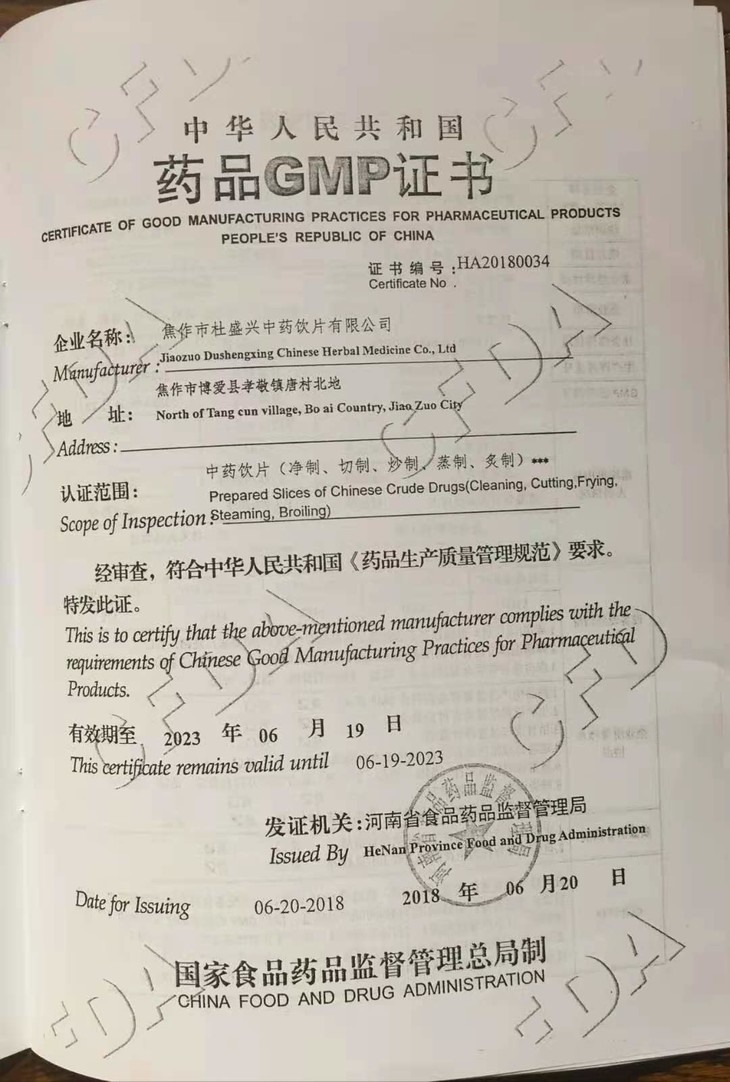 中华人民共和国
药品GMP证书
CERTIFICATE OF GOOD MANUFACTURING PRACTICES FOR PHARMACEUTICAL PRODUCTS
PEOPLE'S REPUBLIC OF CHINA
证书编号:HA20180034
Certificate No .
企业名称: 焦作市杜盛兴中药饮片有限公司
Manufacturer : Jiaozuo Dushengxing Chinese Herbal Medicine Co., Ltd
焦作市博爱县孝敬镇唐村北地
地 址: North of Tang cun village, Bo ai Country, Jiao Zuo City
Address :
中药饮片（净制、切制、炒制、蒸制、炙制）***
认证范围: Prepared Slices of Chinese Crude Drugs(Cleaning, Cutting,Frying,
Scope of Inspection : Steaming, Broiling)
经审查，符合中华人民共和国《药品生产质量管理规范》要求。
特发此证。
This is to certify that the above-mentioned manufacturer complies with the
requirements of Chinese Good Manufacturing Practices for Pharmaceutical
Products.
有效期至 2023 年 06 月 19 日
This certificate remains valid until 06-19-2023
发证机关:河南省食品药品监督管理局
Issued By HeNan Province Food and Drug Administration
Date for Issuing 06-20-2018 2018 年 06 月20 日
国家食品药品监督管理总局制
CHINA FOOD AND DRUG ADMINISTRATION